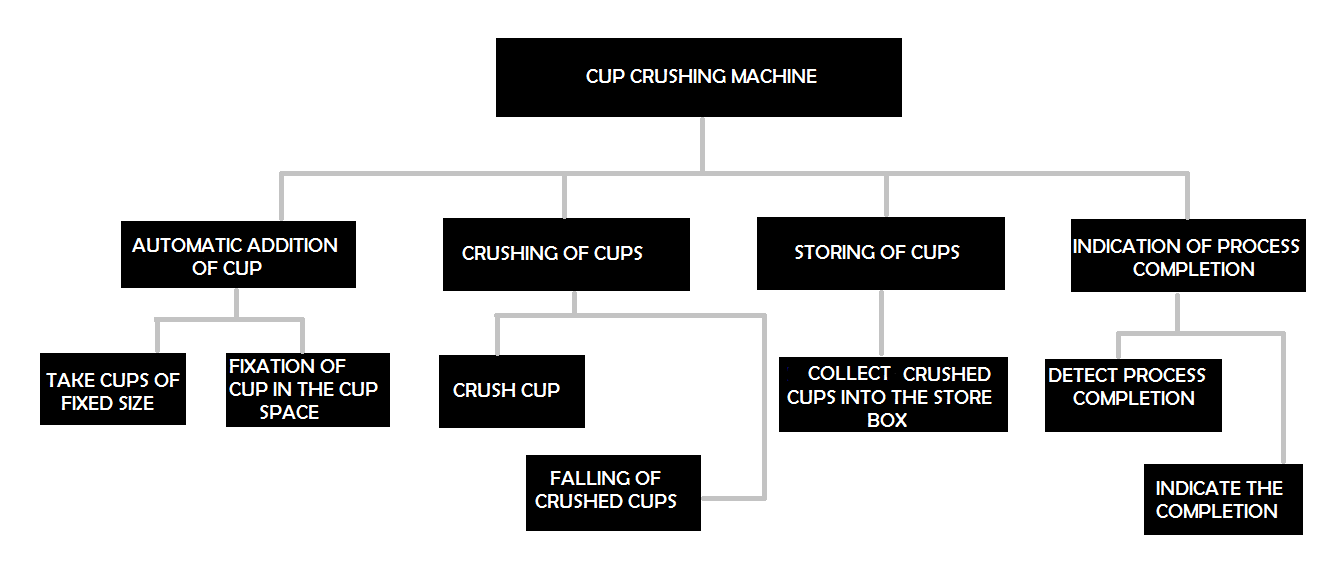 CUP CRUSHING MACHINE
AUTOMATIC ADDITION
OF CUP
CRUSHING OF CUPS
STORING OF CUPS
INDICATION OF PROCESS
COMPLETION
TAKE CUPS OF
FIXED SIZE
FIXATION OF
CUP IN THE CUP
SPACE
CRUSH CUP
FALLING OF
CRUSHED CUPS
COLLECT CRUSHED
CUPS INTO THE STORE
BOX
DETECT PROCESS
COMPLETION
INDICATE THE
COMPLETION